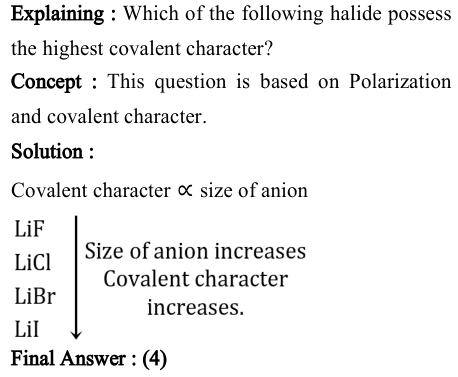 Explaining : Which of the following halide possess
the highest covalent character?
Concept : This question is based on Polarization
and covalent character.
Solution :
Covalent character ∝ size of anion
LiF
LiCl
LiBr
LiI
Size of anion increases
Covalent character
increases.
Final Answer : (4)